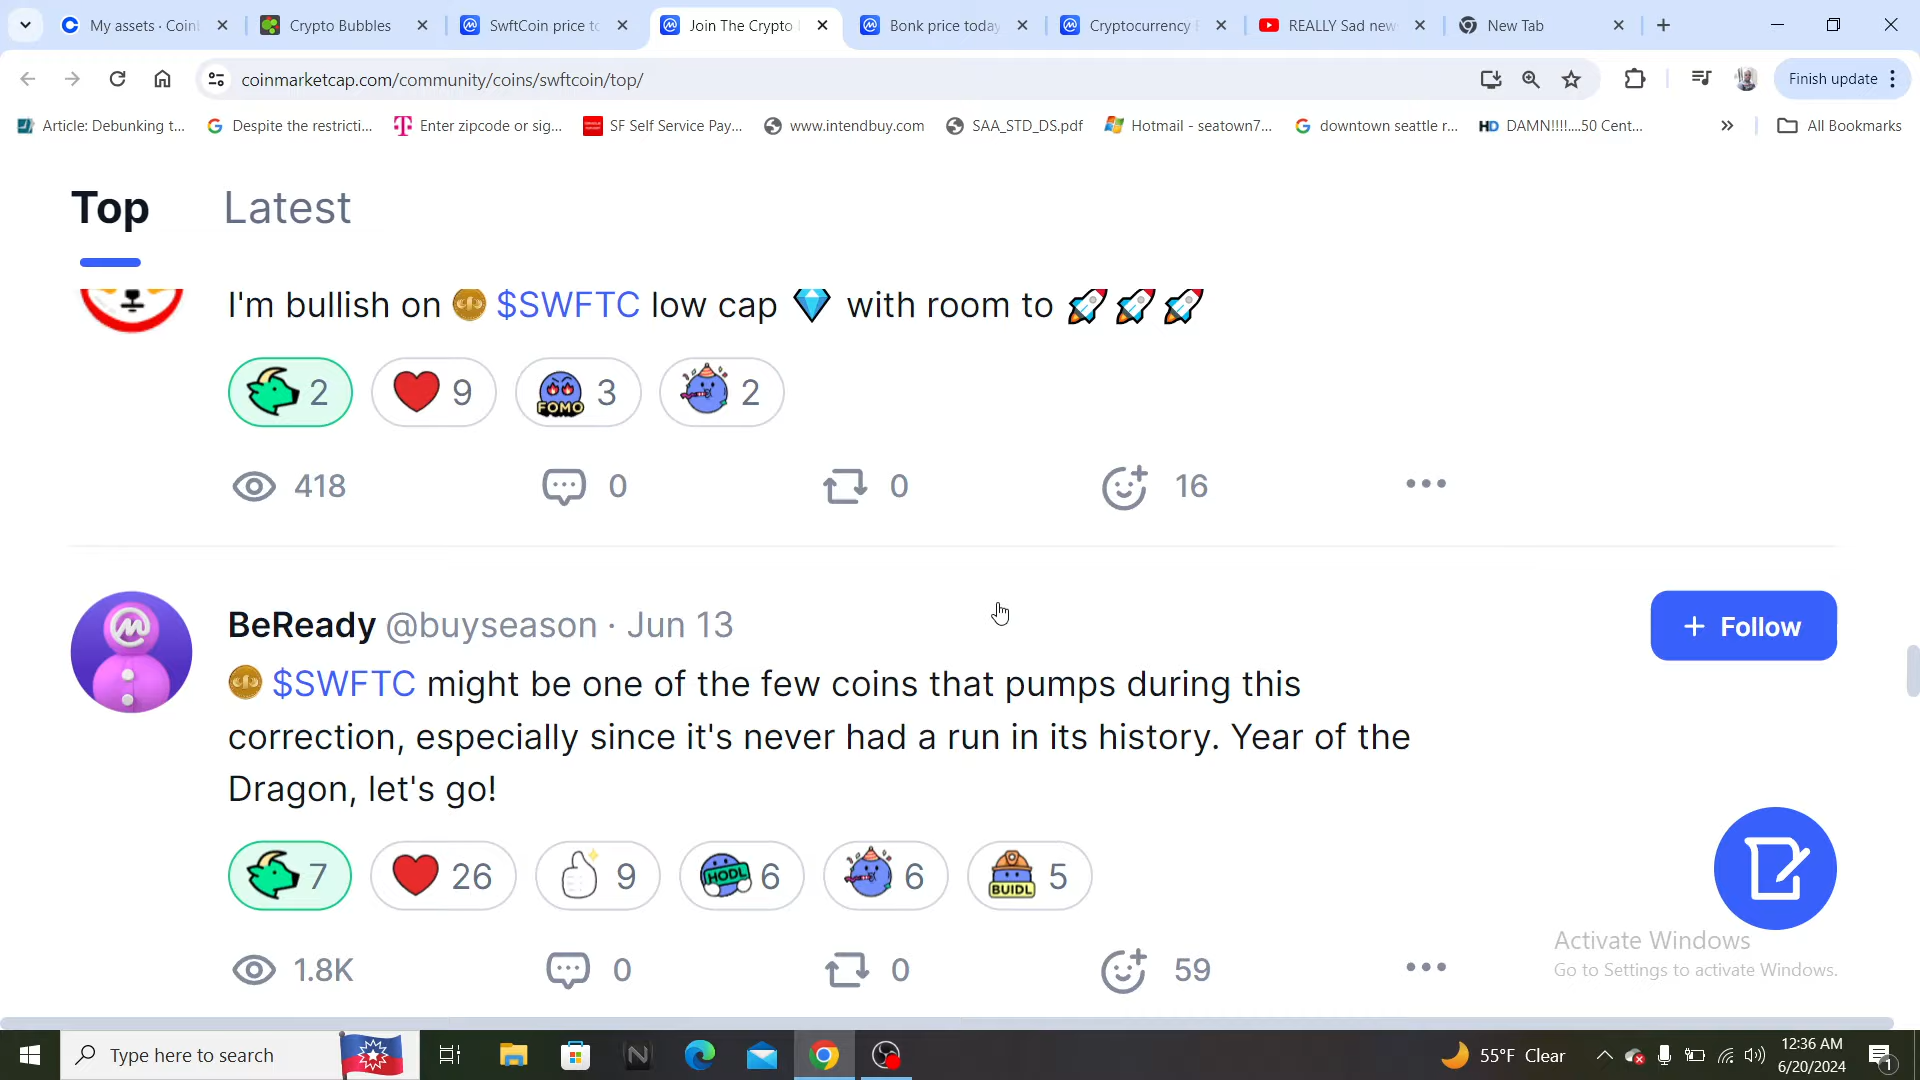 My assets · Coinb
Crypto Bubbles
SwftCoin price to
Join The Crypto
Bonk price today
Cryptocurrency
REALLY Sad new
New Tab
coinmarketcap.com/community/coins/swftcoin/top/
Finish update
Article: Debunking t...
Despite the restricti...
Enter zipcode or sig...
SF Self Service Pay...
www.intendbuy.com
SAA_STD_DS.pdf
Hotmail - seatown7...
downtown seattle r...
HD DAMN!!!!....50 Cent...
All Bookmarks
Top Latest
I'm bullish on $SWFTC low cap 💎 with room to 🚀🚀🚀
2 9 FOMO 3 2
418 0 0 16
BeReady @buyseason · Jun 13
+ Follow
$SWFTC might be one of the few coins that pumps during this
correction, especially since it's never had a run in its history. Year of the
Dragon, let's go!
7 26 9 HODL 6 6 BUIDL 5
1.8K 0 0 59
Activate Windows
Go to Settings to activate Windows.
Type here to search
55°F Clear
12:36 AM
6/20/2024
1